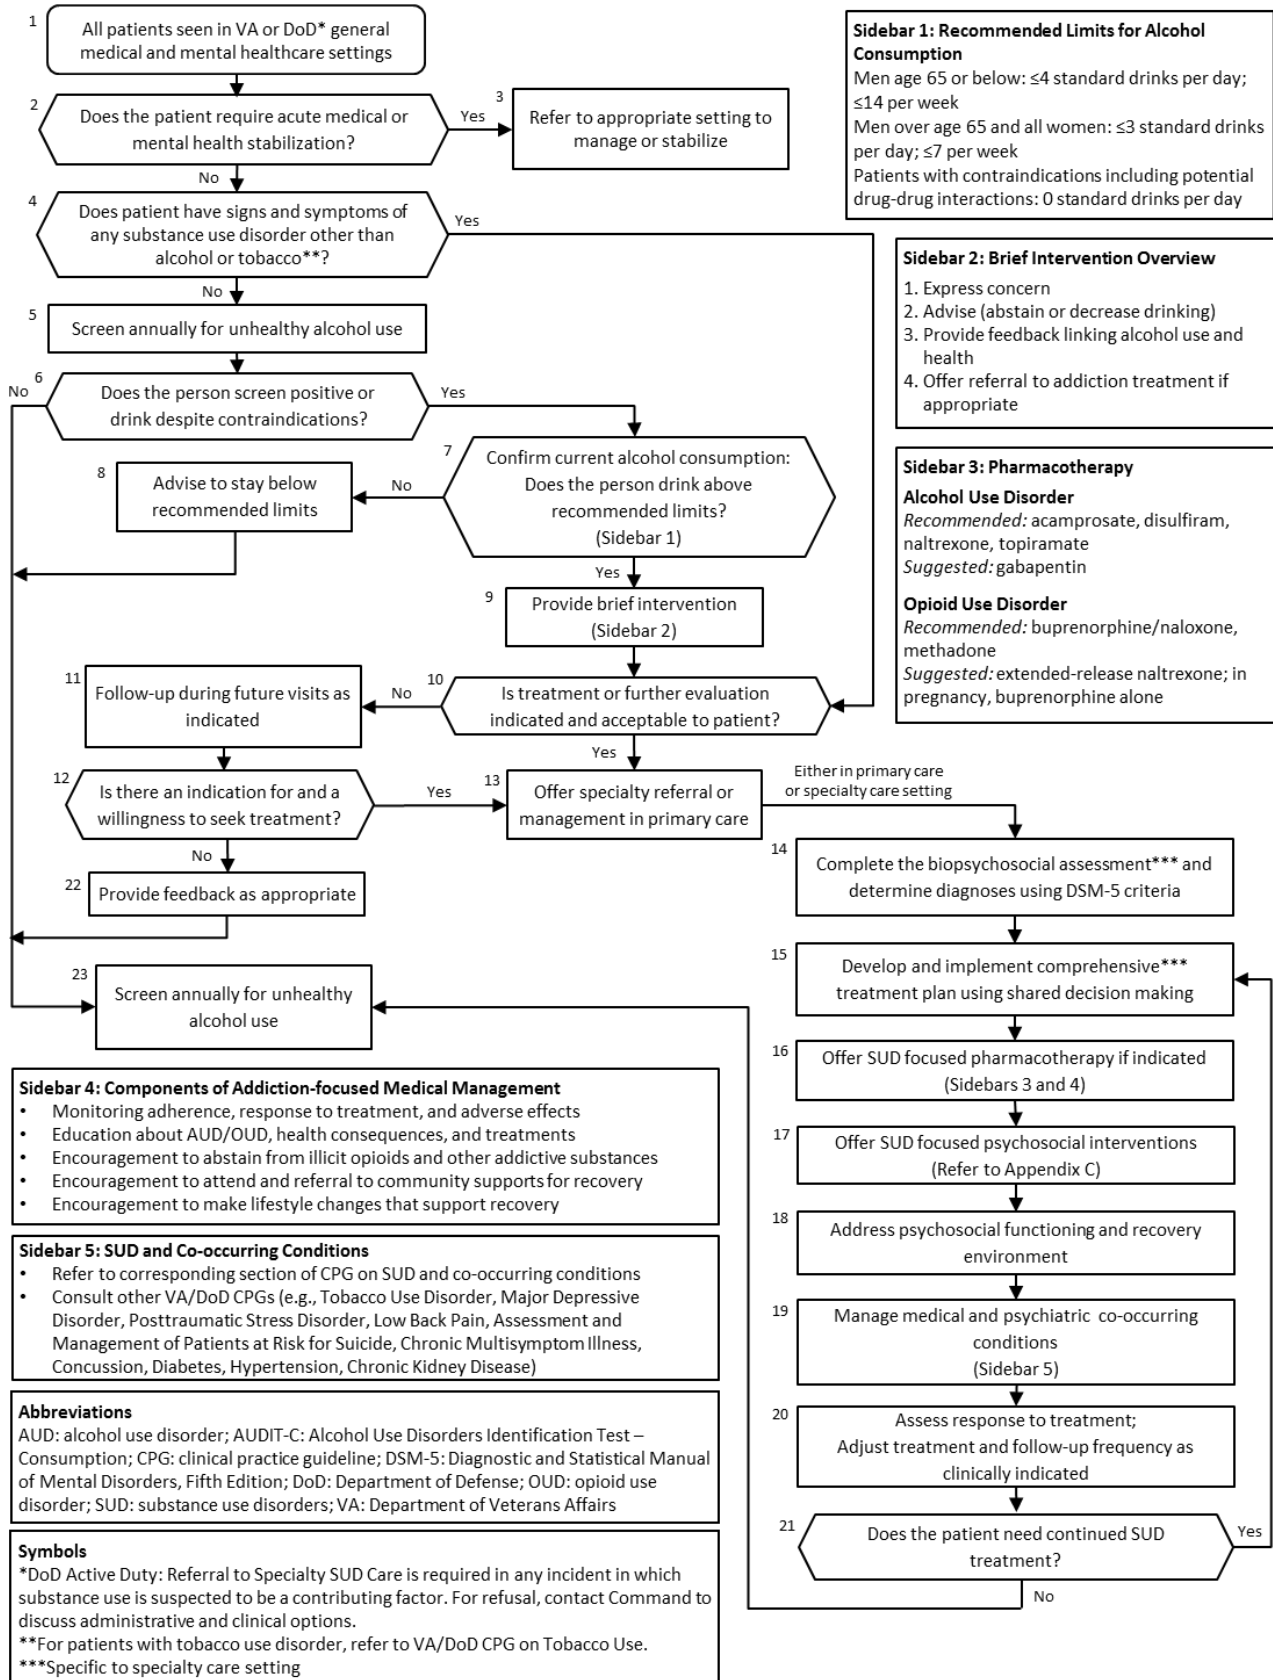 1
All patients seen in VA or DoD* general
medical and mental healthcare settings
2
Does the patient require acute medical or
mental health stabilization?
Yes
3
Refer to appropriate setting to
manage or stabilize
No
4
Does patient have signs and symptoms of
any substance use disorder other than
alcohol or tobacco**?
Yes
No
5
Screen annually for unhealthy alcohol use
6
No
Does the person screen positive or
drink despite contraindications?
Yes
7
Confirm current alcohol consumption:
Does the person drink above
recommended limits?
(Sidebar 1)
No
8
Advise to stay below
recommended limits
Yes
9
Provide brief intervention
(Sidebar 2)
10
Is treatment or further evaluation
indicated and acceptable to patient?
No
11
Follow-up during future visits as
indicated
Yes
12
Is there an indication for and a
willingness to seek treatment?
Yes
13
Offer specialty referral or
management in primary care
Either in primary care
or specialty care setting
No
22
Provide feedback as appropriate
23
Screen annually for unhealthy
alcohol use
14
Complete the biopsychosocial assessment*** and
determine diagnoses using DSM-5 criteria
15
Develop and implement comprehensive***
treatment plan using shared decision making
16
Offer SUD focused pharmacotherapy if indicated
(Sidebars 3 and 4)
17
Offer SUD focused psychosocial interventions
(Refer to Appendix C)
18
Address psychosocial functioning and recovery
environment
19
Manage medical and psychiatric co-occurring
conditions
(Sidebar 5)
20
Assess response to treatment;
Adjust treatment and follow-up frequency as
clinically indicated
21
Does the patient need continued SUD
treatment?
Yes
No
Sidebar 1: Recommended Limits for Alcohol
Consumption
Men age 65 or below: ≤4 standard drinks per day;
≤14 per week
Men over age 65 and all women: ≤3 standard drinks
per day; ≤7 per week
Patients with contraindications including potential
drug-drug interactions: 0 standard drinks per day
Sidebar 2: Brief Intervention Overview
1. Express concern
2. Advise (abstain or decrease drinking)
3. Provide feedback linking alcohol use and
health
4. Offer referral to addiction treatment if
appropriate
Sidebar 3: Pharmacotherapy
Alcohol Use Disorder
Recommended: acamprosate, disulfiram,
naltrexone, topiramate
Suggested: gabapentin
Opioid Use Disorder
Recommended: buprenorphine/naloxone,
methadone
Suggested: extended-release naltrexone; in
pregnancy, buprenorphine alone
Sidebar 4: Components of Addiction-focused Medical Management
• Monitoring adherence, response to treatment, and adverse effects
• Education about AUD/OUD, health consequences, and treatments
• Encouragement to abstain from illicit opioids and other addictive substances
• Encouragement to attend and referral to community supports for recovery
• Encouragement to make lifestyle changes that support recovery
Sidebar 5: SUD and Co-occurring Conditions
• Refer to corresponding section of CPG on SUD and co-occurring conditions
• Consult other VA/DoD CPGs (e.g., Tobacco Use Disorder, Major Depressive
Disorder, Posttraumatic Stress Disorder, Low Back Pain, Assessment and
Management of Patients at Risk for Suicide, Chronic Multisymptom Illness,
Concussion, Diabetes, Hypertension, Chronic Kidney Disease)
Abbreviations
AUD: alcohol use disorder; AUDIT-C: Alcohol Use Disorders Identification Test –
Consumption; CPG: clinical practice guideline; DSM-5: Diagnostic and Statistical Manual
of Mental Disorders, Fifth Edition; DoD: Department of Defense; OUD: opioid use
disorder; SUD: substance use disorders; VA: Department of Veterans Affairs
Symbols
*DoD Active Duty: Referral to Specialty SUD Care is required in any incident in which
substance use is suspected to be a contributing factor. For refusal, contact Command to
discuss administrative and clinical options.
**For patients with tobacco use disorder, refer to VA/DoD CPG on Tobacco Use.
***Specific to specialty care setting